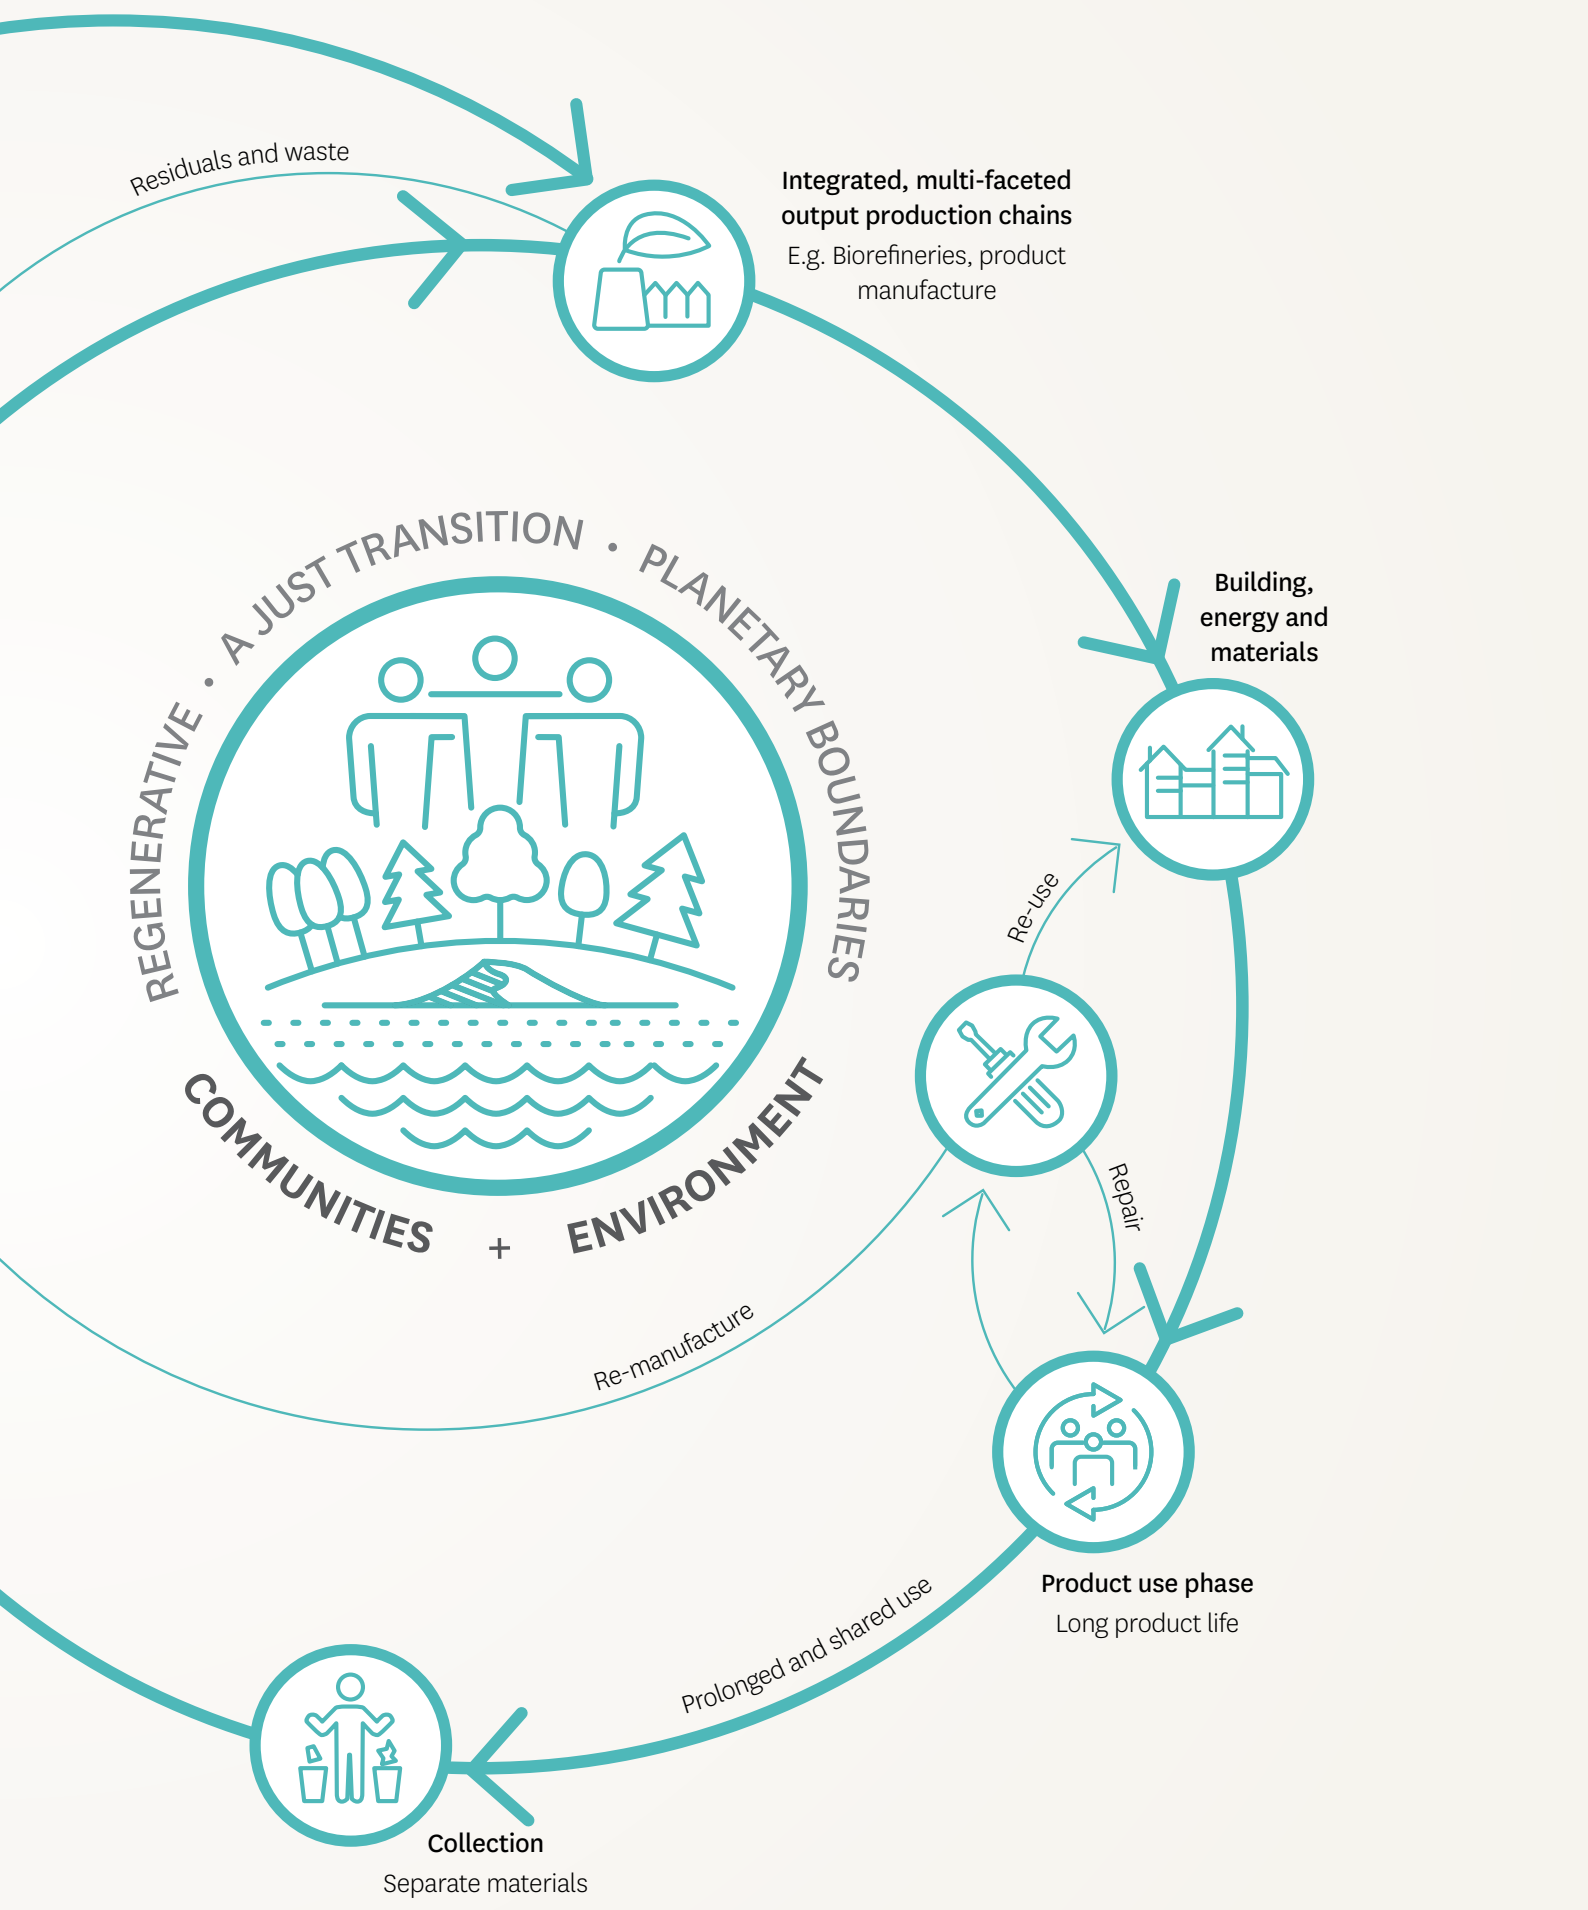 Residuals and waste
Integrated, multi-faceted
output production chains
E.g. Biorefineries, product
manufacture
REGENERATIVE • A JUST TRANSITION • PLANETARY BOUNDARIES
Building,
energy and
materials
Re-use
COMMUNITIES + ENVIRONMENT
Repair
Re-manufacture
Product use phase
Long product life
Prolonged and shared use
Collection
Separate materials